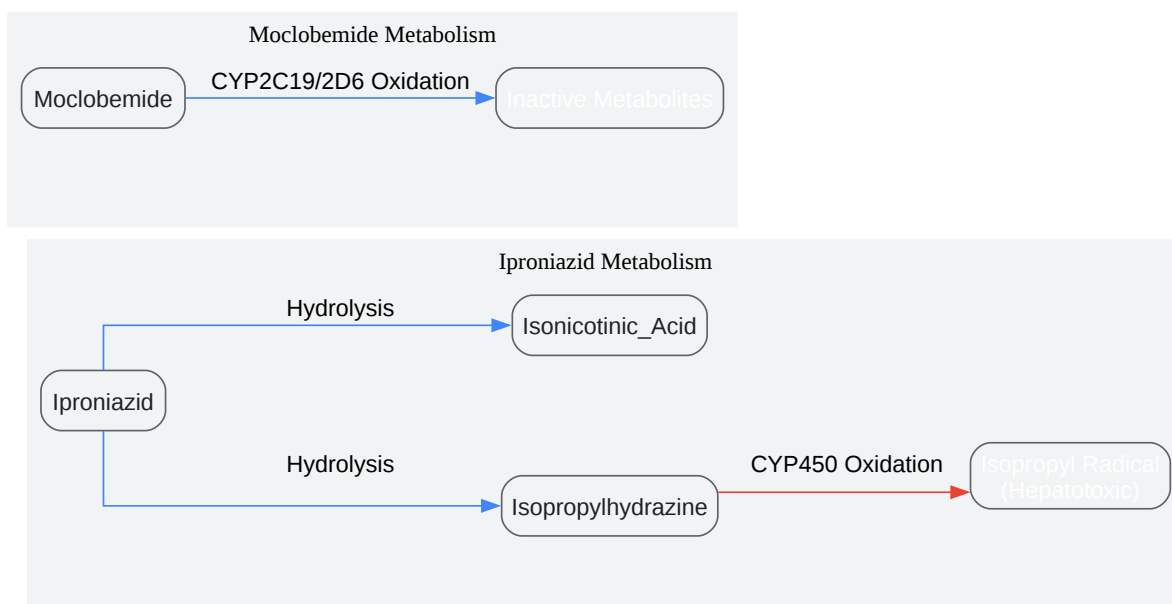 Moclobemide Metabolism
Moclobemide
CYP2C19/2D6 Oxidation
Inactive Metabolites
Iproniazid Metabolism
Hydrolysis
Isonicotinic_Acid
Iproniazid
Hydrolysis
Isopropylhydrazine
CYP450 Oxidation
Isopropyl Radical
(Hepatotoxic)